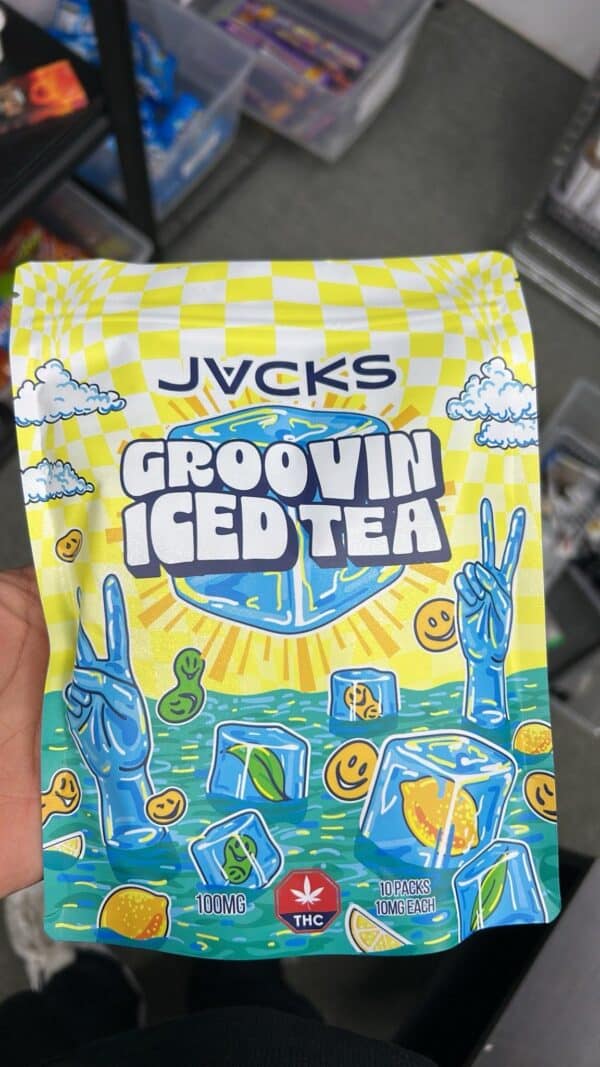 JVCKS
GROOVIN
ICED TEA
100MG
THC
10 PACKS
10MG EACH